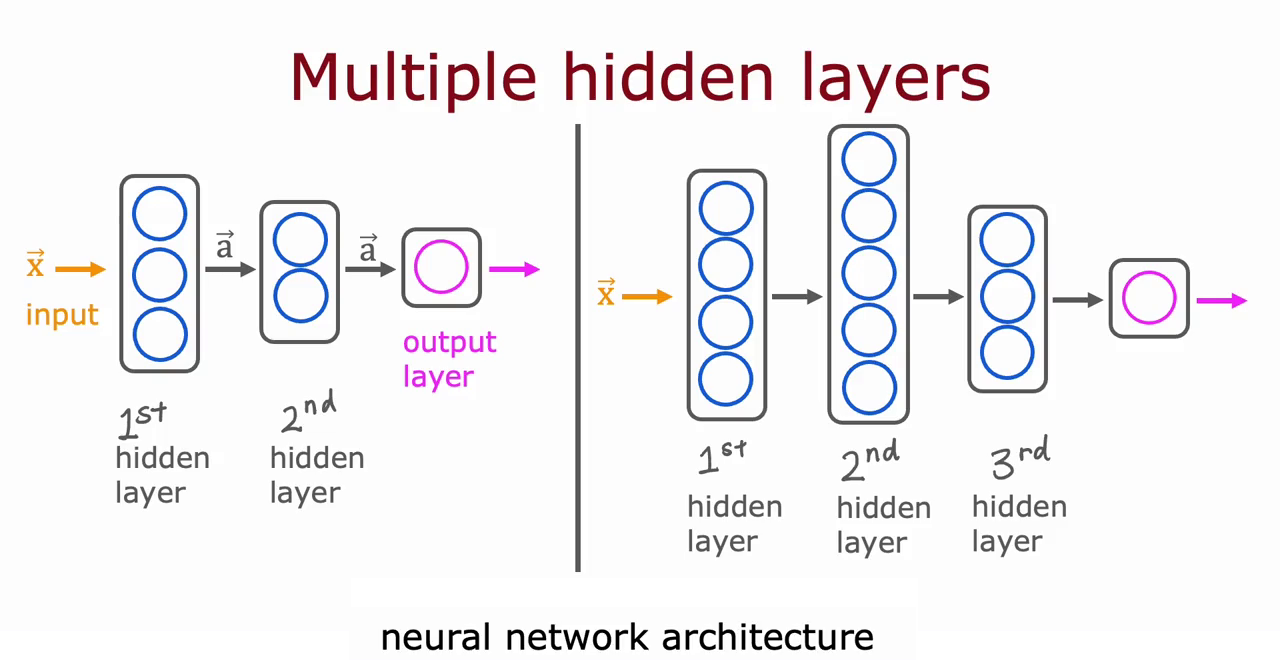 Multiple hidden layers
x⃗
input
a⃗
a⃗
output
layer
1st
hidden
layer
2nd
hidden
layer
x⃗
1st
hidden
layer
2nd
hidden
layer
3rd
hidden
layer
neural network architecture